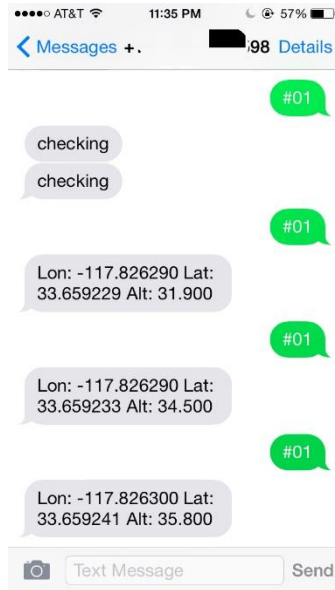 AT&T 11:35 PM 57%
Messages +. 98 Details
#01
checking
checking
#01
Lon: -117.826290 Lat:
33.659229 Alt: 31.900
#01
Lon: -117.826290 Lat:
33.659233 Alt: 34.500
#01
Lon: -117.826300 Lat:
33.659241 Alt: 35.800
Text Message Send